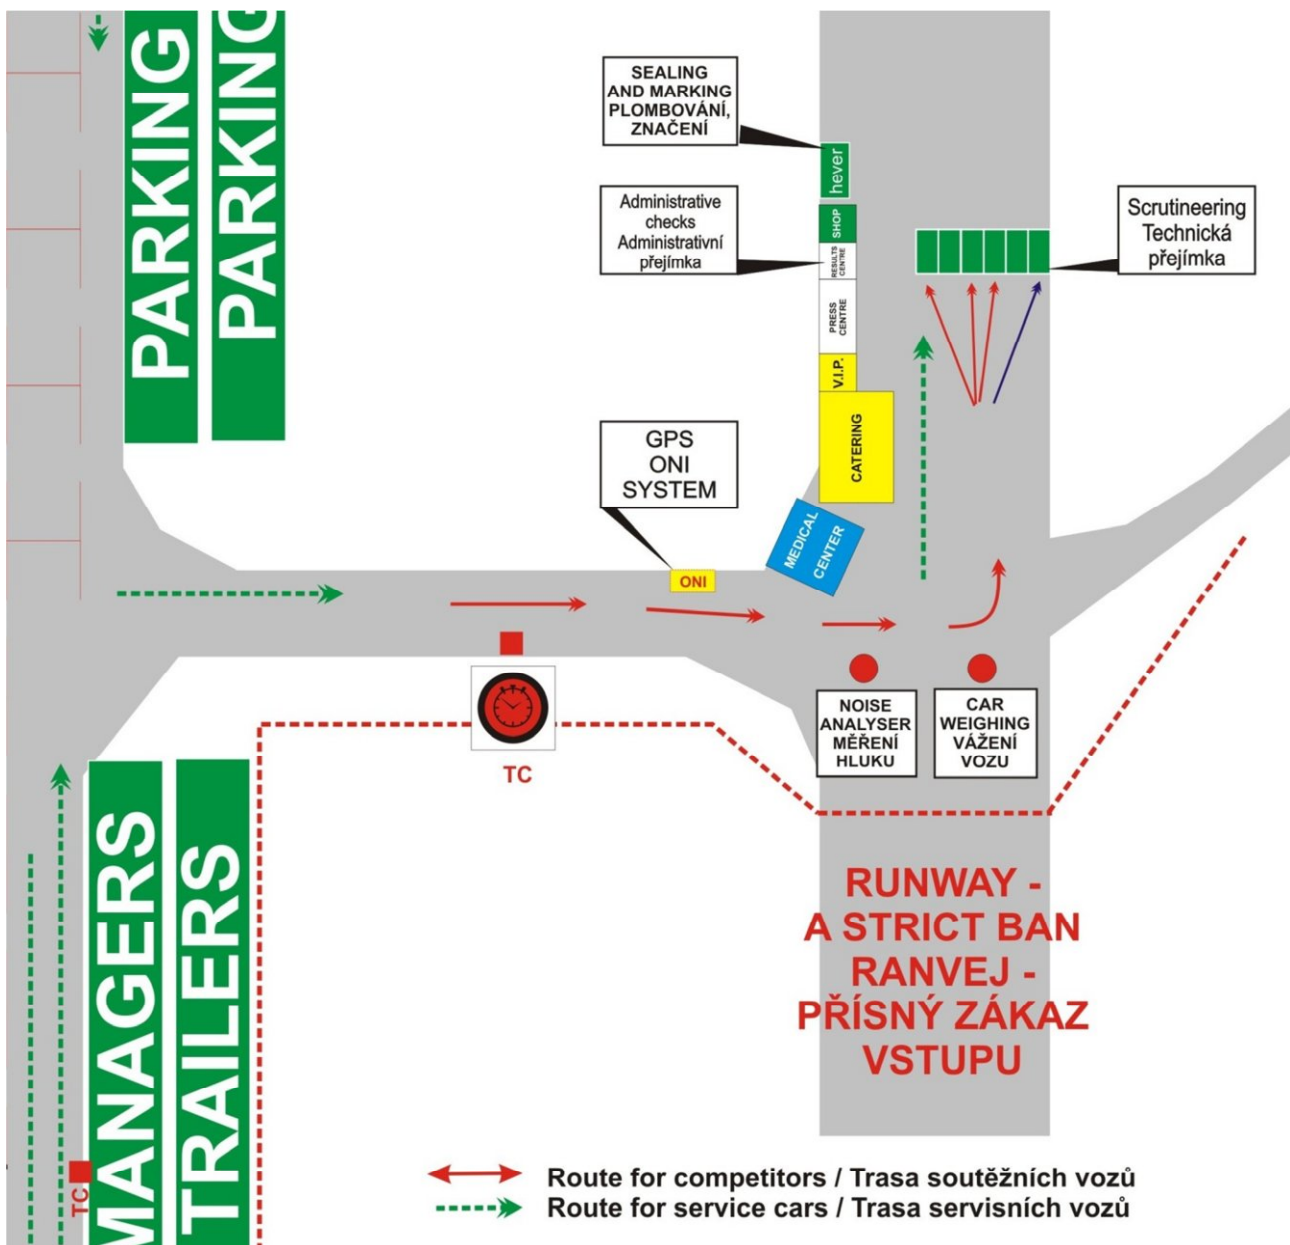 PARKING
PARKING
SEALING
AND MARKING
PLOMBOVÁNÍ,
ZNAČENÍ
hever
Administrative
checks
Administrativní
přejímka
SHOP
RESULTS
CENTRE
PRESS
CENTRE
V.I.P.
CATERING
Scrutineering
Technická
přejímka
GPS
ONI
SYSTEM
ONI
MEDICAL
CENTER
TC
NOISE
ANALYSER
MĚŘENÍ
HLUKU
CAR
WEIGHING
VÁŽENÍ
VOZU
MANAGERS
TRAILERS
TC
RUNWAY -
A STRICT BAN
RANVEJ -
PŘÍSNÝ ZÁKAZ
VSTUPU
Route for competitors / Trasa soutěžních vozů
Route for service cars / Trasa servisních vozů